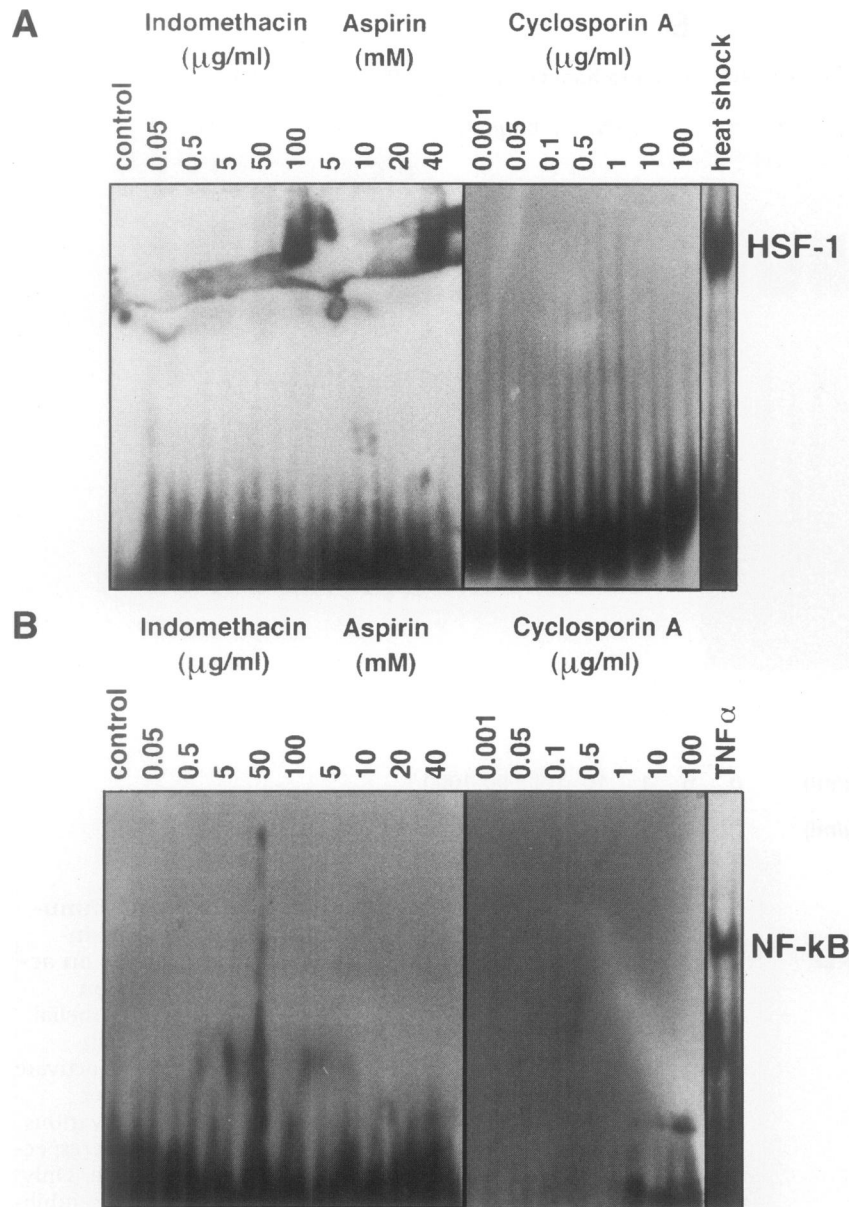 A
Indomethacin Aspirin Cyclosporin A
(μg/ml) (mM) (μg/ml)
control 0.05 0.5 5 50 100 5 10 20 40 0.001 0.05 0.1 0.5 1 10 100 heat shock
HSF-1
B
Indomethacin Aspirin Cyclosporin A
(μg/ml) (mM) (μg/ml)
control 0.05 0.5 5 50 100 5 10 20 40 0.001 0.05 0.1 0.5 1 10 100 TNFα
NF-kB